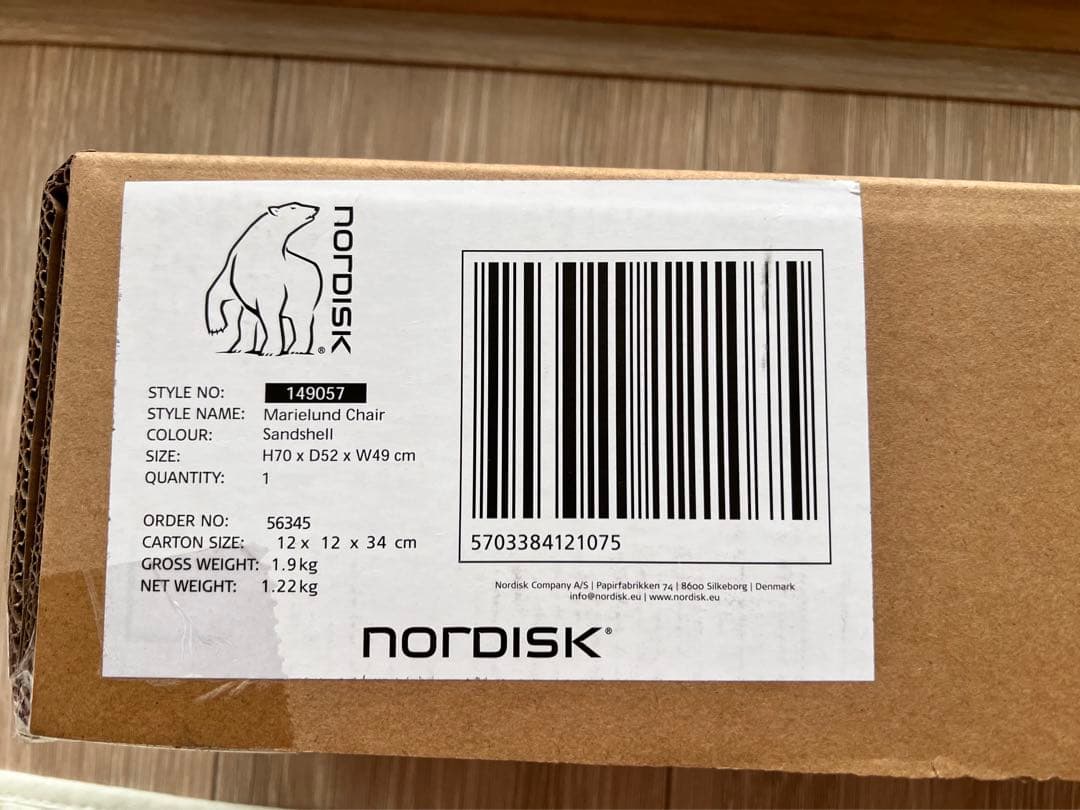 NORDISK®
STYLE NO: 149057
STYLE NAME: Marielund Chair
COLOUR: Sandshell
SIZE: H70 x D52 x W49 cm
QUANTITY: 1
ORDER NO: 56345
CARTON SIZE: 12 x 12 x 34 cm
GROSS WEIGHT: 1.9 kg
NET WEIGHT: 1.22 kg
5703384121075
Nordisk Company A/S | Papirfabrikken 74 | 8600 Silkeborg | Denmark
info@nordisk.eu | www.nordisk.eu
NORDISK®